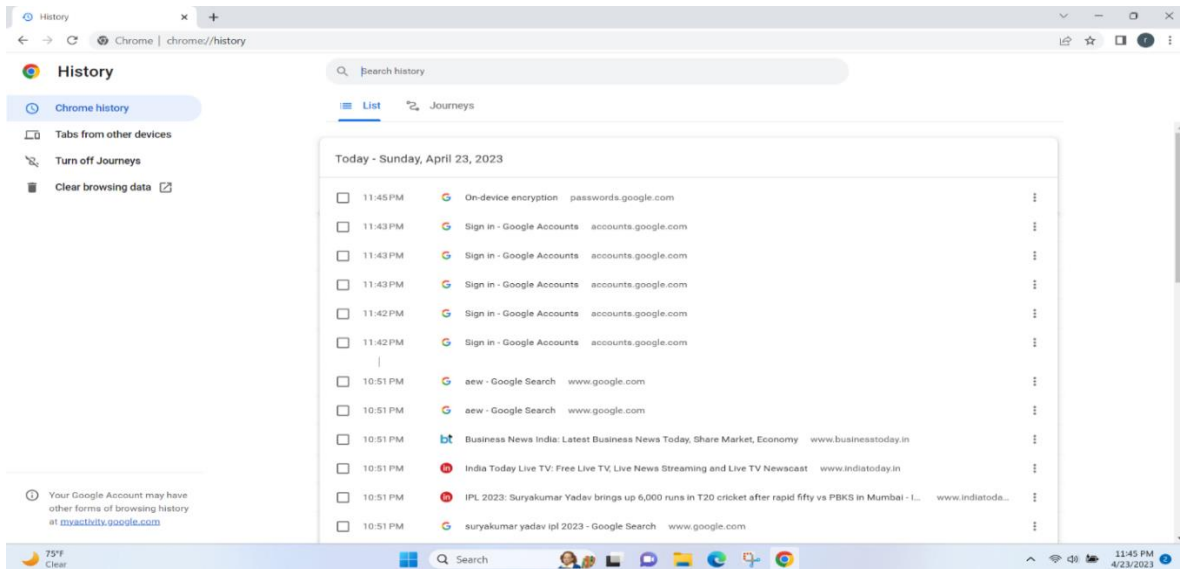 History
Chrome | chrome://history
r
History
Search history
Chrome history
Tabs from other devices
Turn off Journeys
Clear browsing data
List Journeys
Today - Sunday, April 23, 2023
11:45 PM On-device encryption passwords.google.com
11:43 PM Sign in - Google Accounts accounts.google.com
11:43 PM Sign in - Google Accounts accounts.google.com
11:43 PM Sign in - Google Accounts accounts.google.com
11:42 PM Sign in - Google Accounts accounts.google.com
11:42 PM Sign in - Google Accounts accounts.google.com
10:51 PM aew - Google Search www.google.com
10:51 PM aew - Google Search www.google.com
10:51 PM bt Business News India: Latest Business News Today, Share Market, Economy www.businesstoday.in
10:51 PM in India Today Live TV: Free Live TV, Live News Streaming and Live TV Newscast www.indiatoday.in
10:51 PM in IPL 2023: Suryakumar Yadav brings up 6,000 runs in T20 cricket after rapid fifty vs PBKS in Mumbai - I... www.indiatoda...
10:51 PM suryakumar yadav ipl 2023 - Google Search www.google.com
Your Google Account may have
other forms of browsing history
at myactivity.google.com
75°F
Clear
Search
11:45 PM
4/23/2023
2